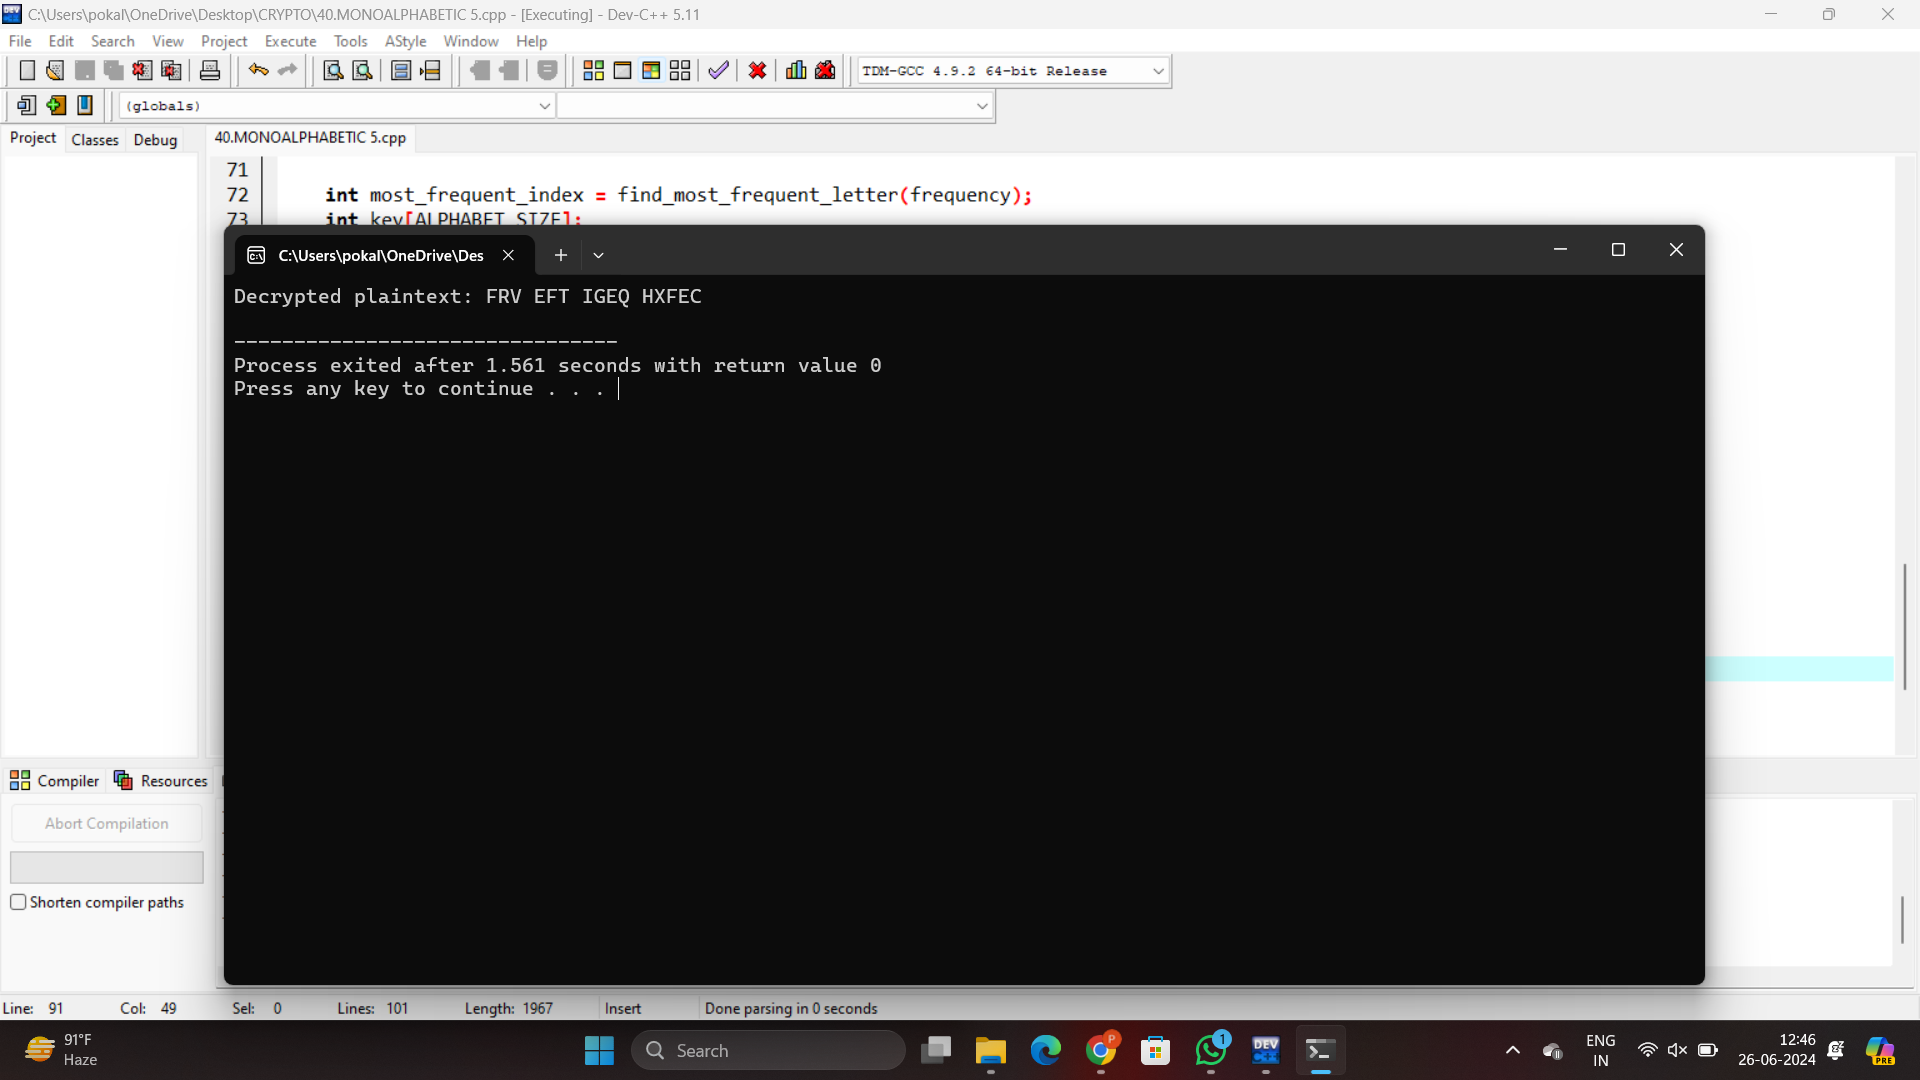 C:\Users\pokal\OneDrive\Desktop\CRYPTO\40.MONOALPHABETIC 5.cpp - [Executing] - Dev-C++ 5.11
File Edit Search View Project Execute Tools AStyle Window Help
TDM-GCC 4.9.2 64-bit Release
(globals)
Project Classes Debug 40.MONOALPHABETIC 5.cpp
71
72 int most_frequent_index = find_most_frequent_letter(frequency);
73 int key[ALPHABET_SIZE];
C:\Users\pokal\OneDrive\Des
Decrypted plaintext: FRV EFT IGEQ HXFEC
--------------------------------
Process exited after 1.561 seconds with return value 0
Press any key to continue . . .
Compiler Resources
Abort Compilation
Shorten compiler paths
Line: 91 Col: 49 Sel: 0 Lines: 101 Length: 1967 Insert Done parsing in 0 seconds
91°F
Haze
Search
P
1
DEV
C++
PRE
ENG
IN
12:46
26-06-2024